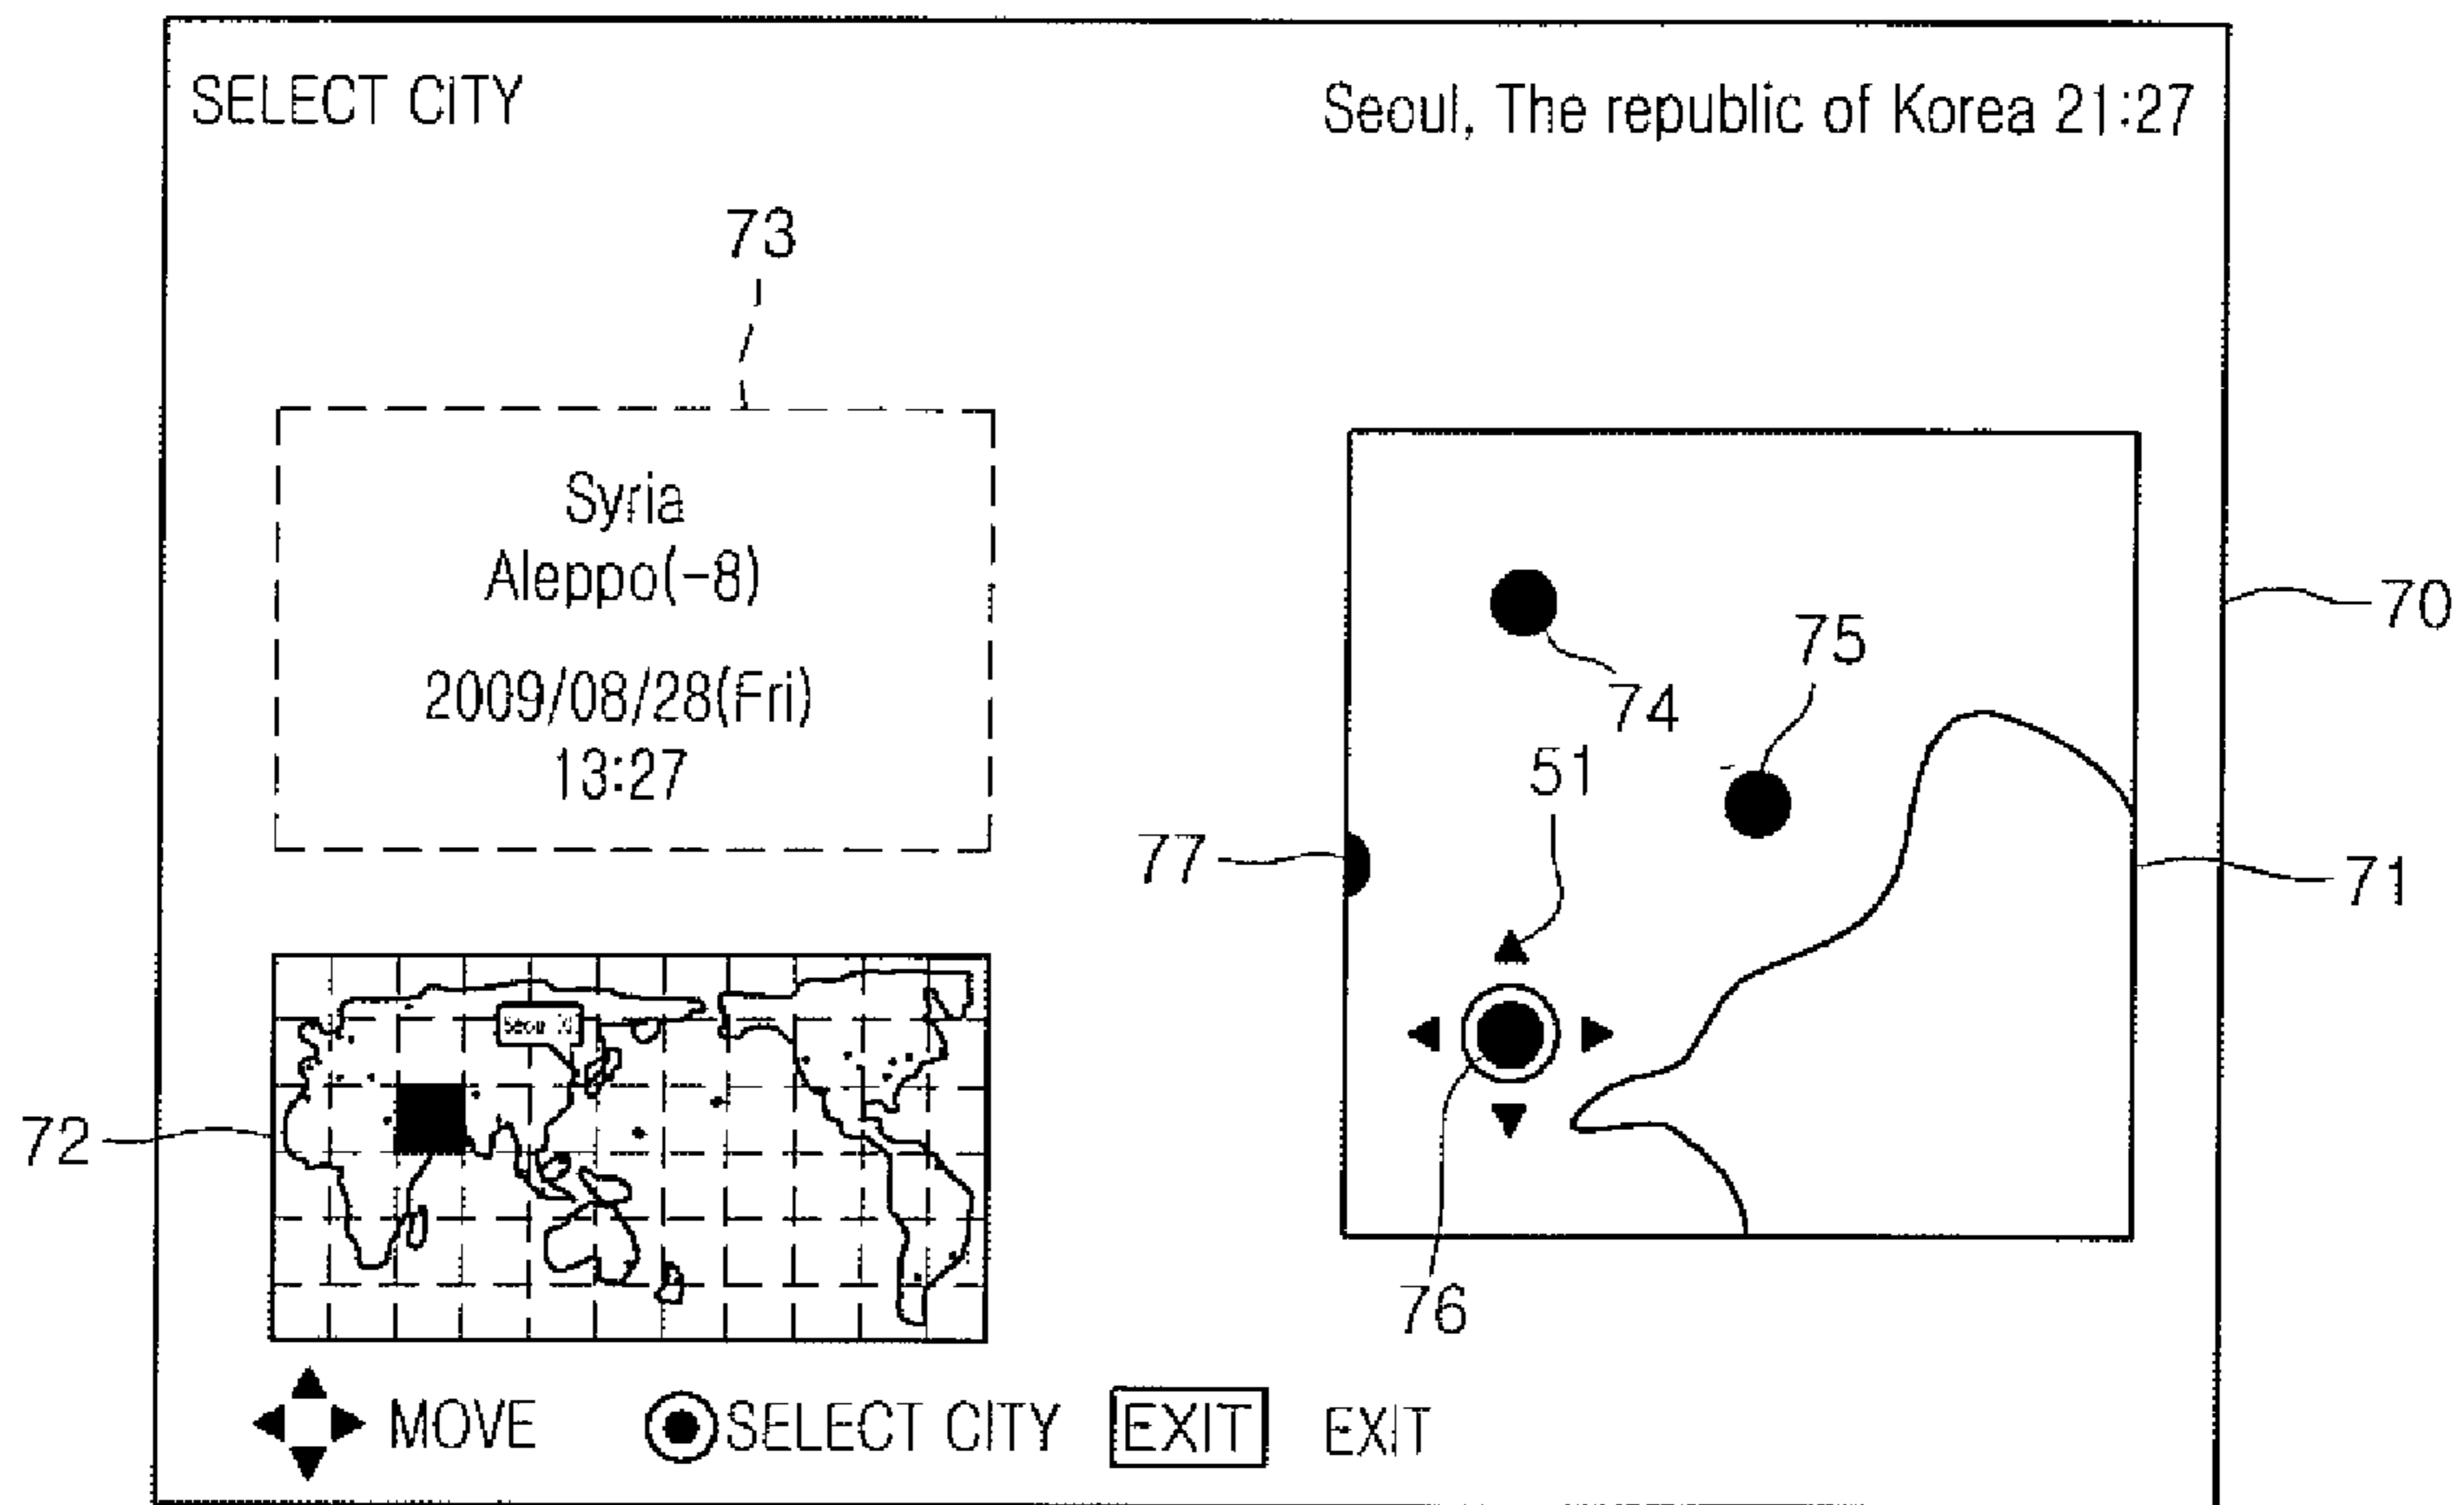 SELECT CITY
Seoul, The republic of Korea 21:27
73
Syria
Aleppo(-8)
2009/08/28(Fri)
13:27
70
75
74
51
77
71
72
76
MOVE
SELECT CITY
EXIT
EXIT